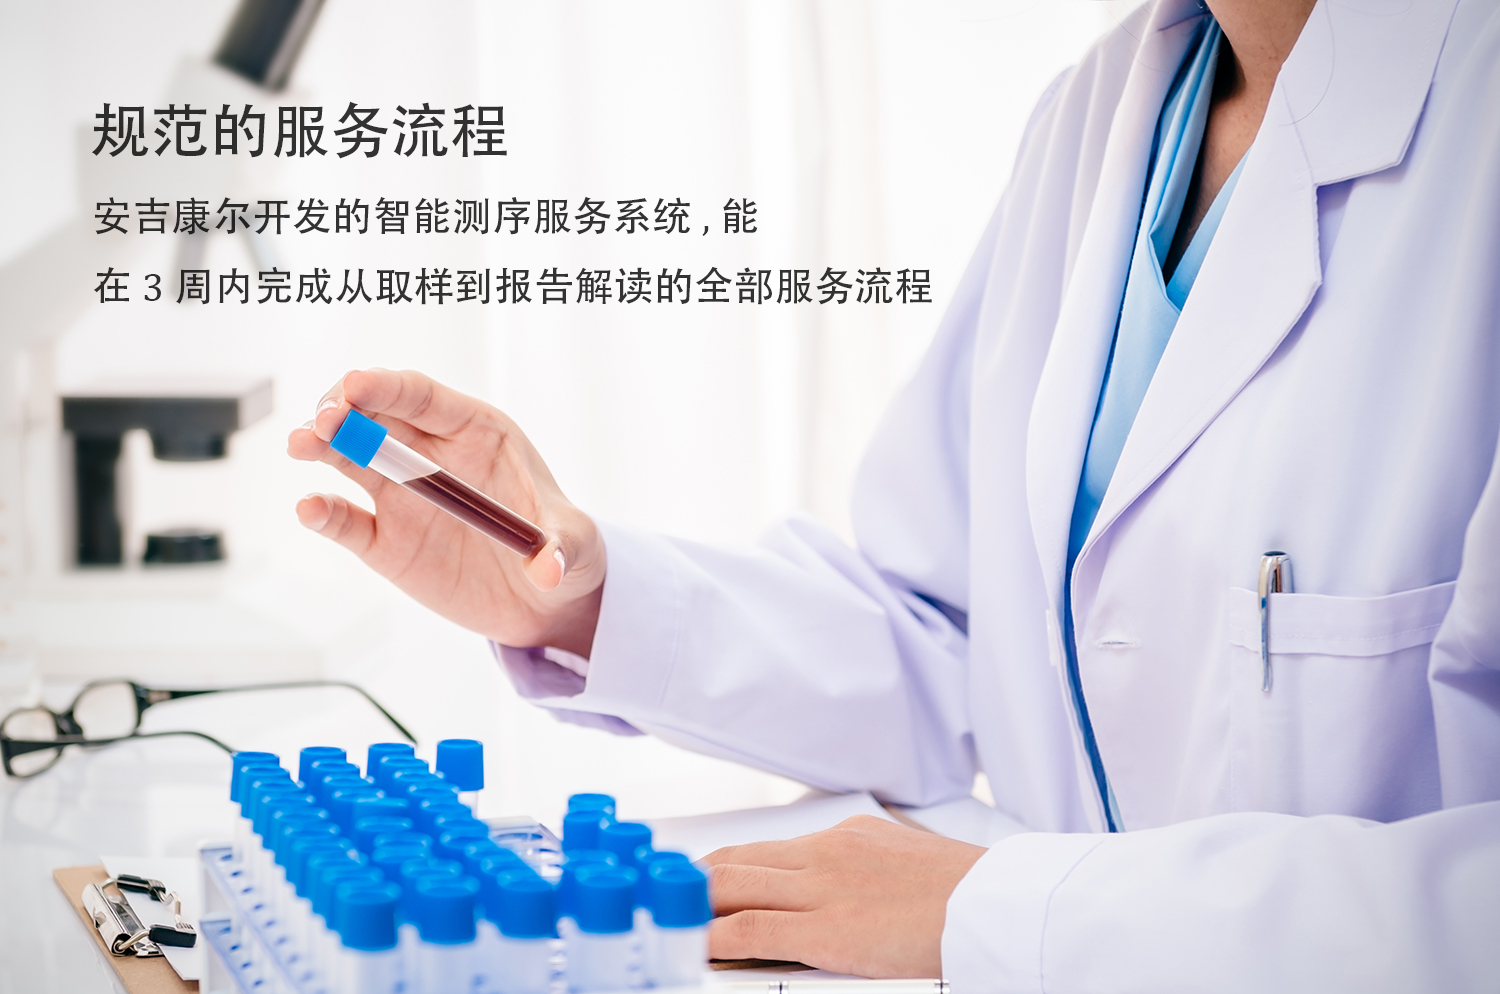 规范的服务流程
安吉康尔开发的智能测序服务系统,能
在3周内完成从取样到报告解读的全部服务流程